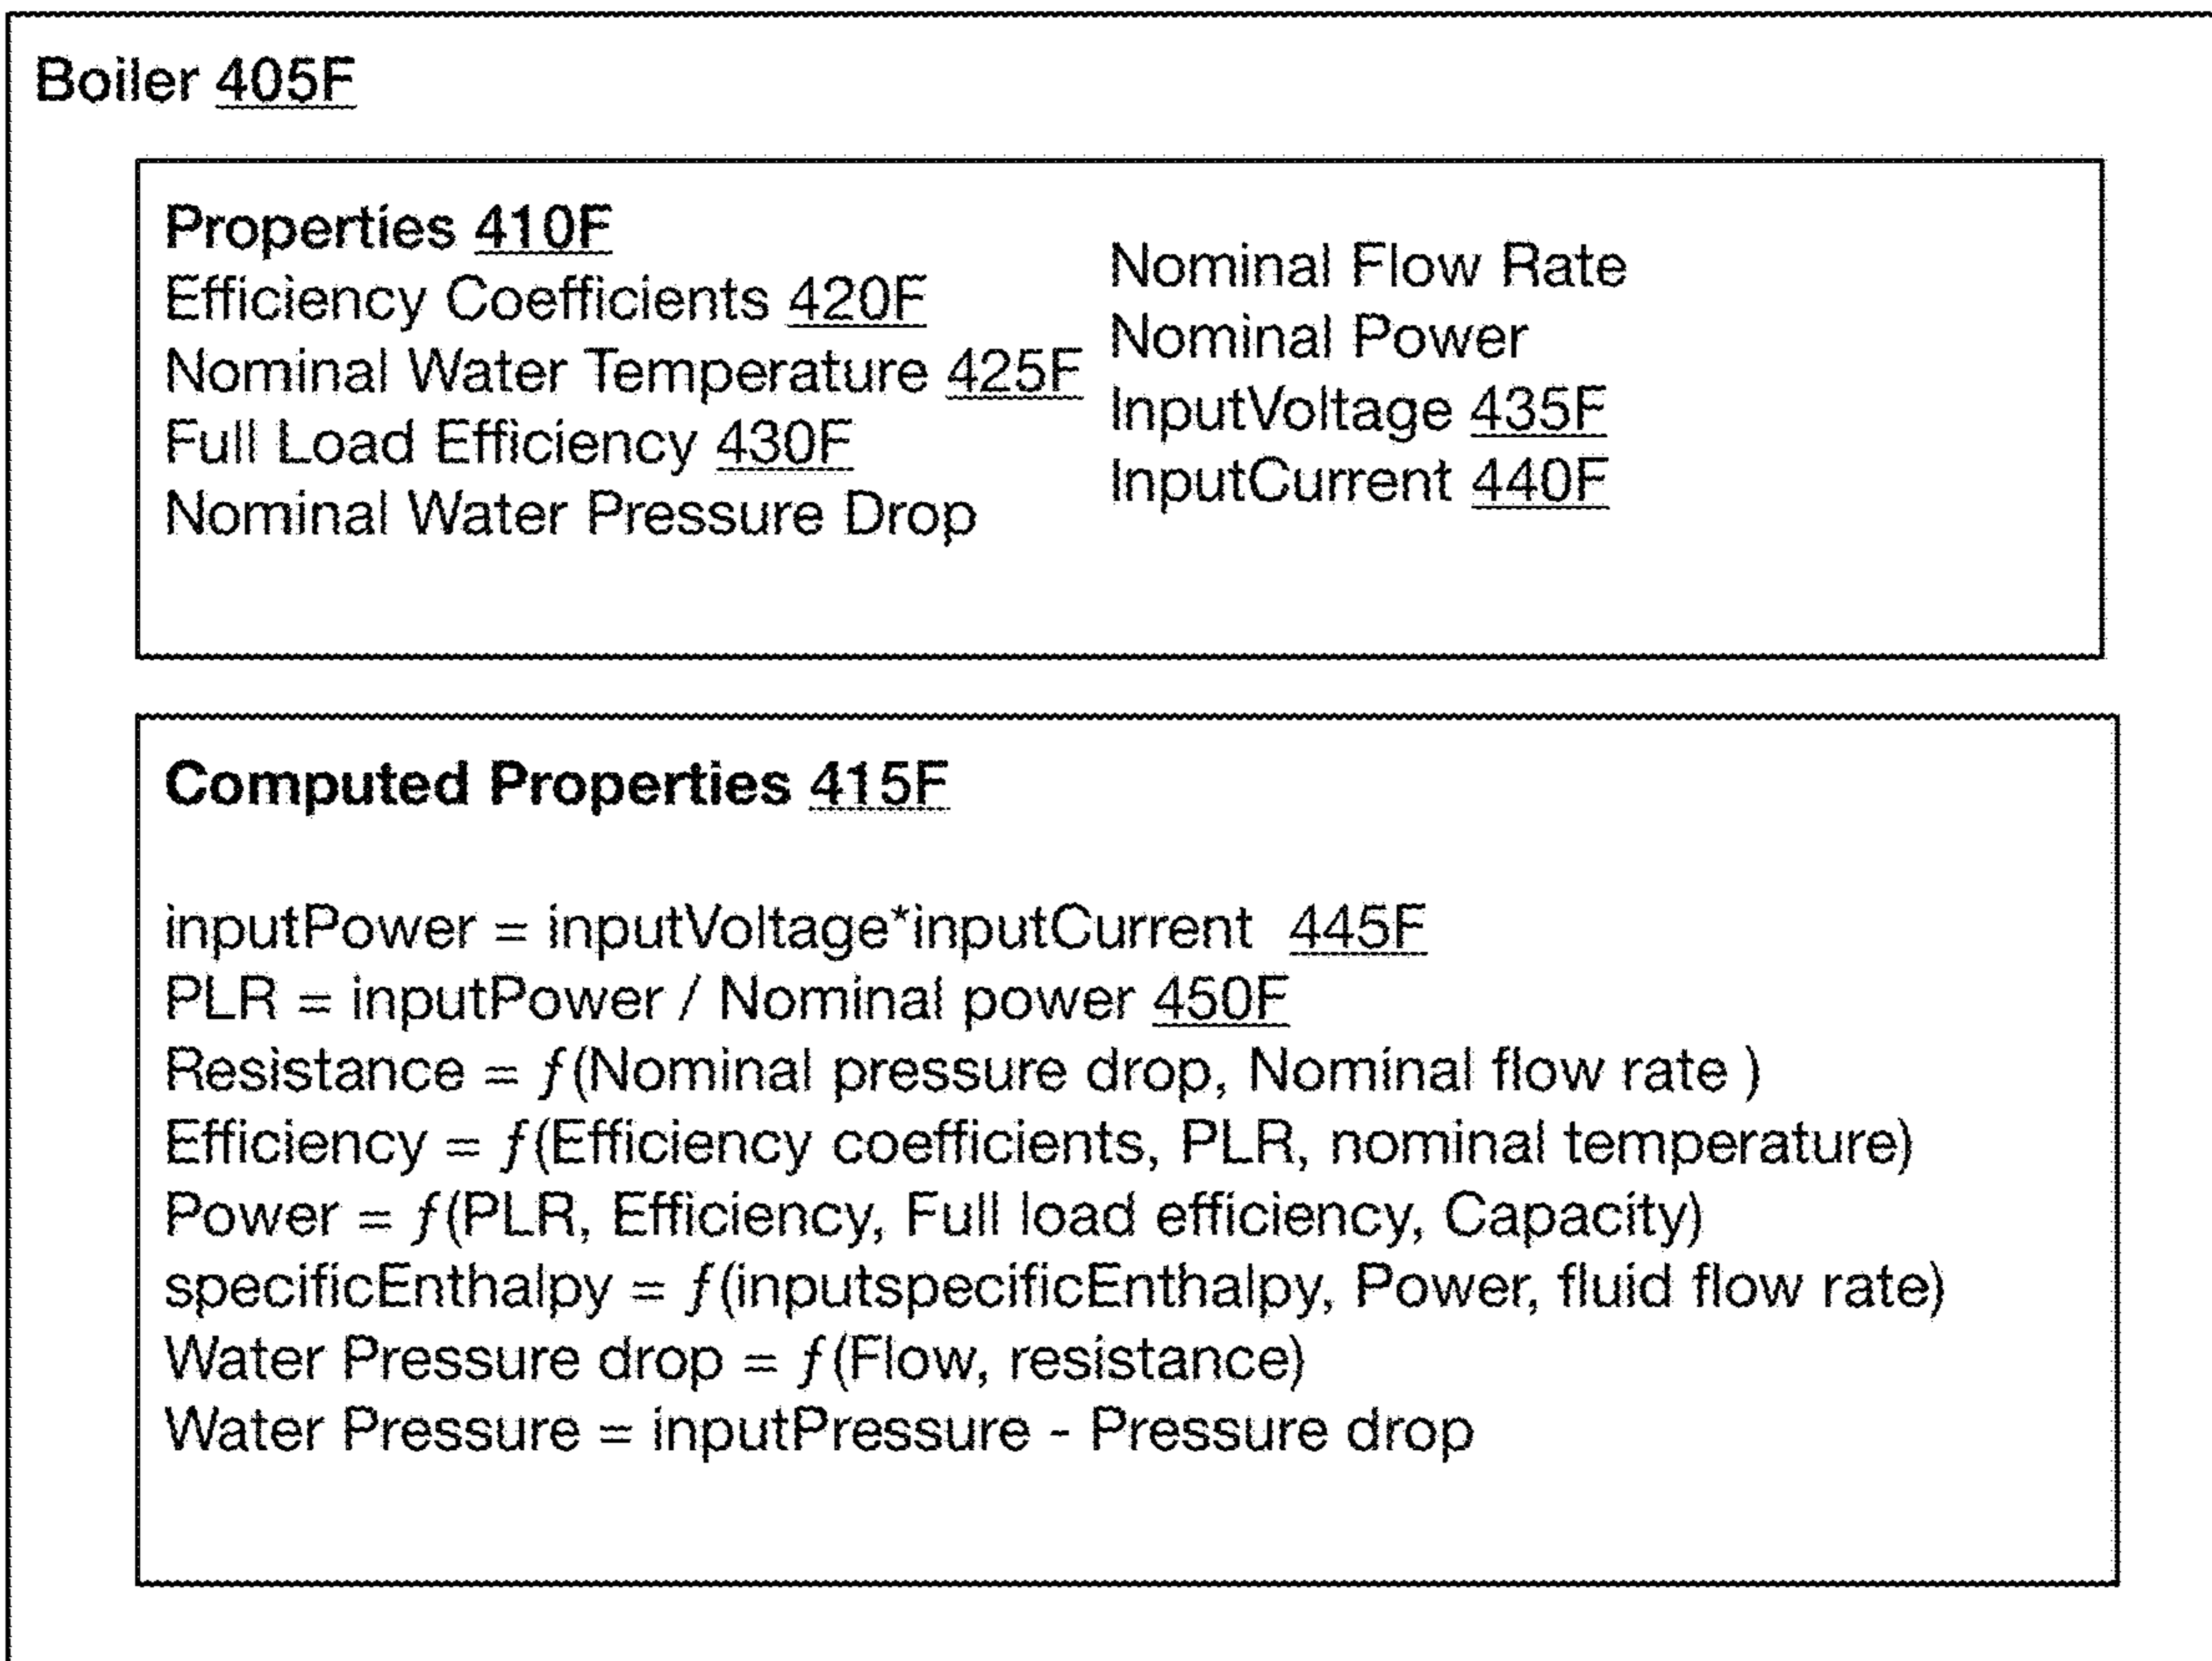 Boiler 405F
Properties 410F
Efficiency Coefficients 420F
Nominal Water Temperature 425F
Full Load Efficiency 430F
Nominal Water Pressure Drop
Nominal Flow Rate
Nominal Power
InputVoltage 435F
InputCurrent 440F
Computed Properties 415F
inputPower = inputVoltage*inputCurrent 445F
PLR = inputPower / Nominal power 450F
Resistance = f(Nominal pressure drop, Nominal flow rate )
Efficiency = f(Efficiency coefficients, PLR, nominal temperature)
Power = f(PLR, Efficiency, Full load efficiency, Capacity)
specificEnthalpy = f(inputspecificEnthalpy, Power, fluid flow rate)
Water Pressure drop = f(Flow, resistance)
Water Pressure = inputPressure - Pressure drop